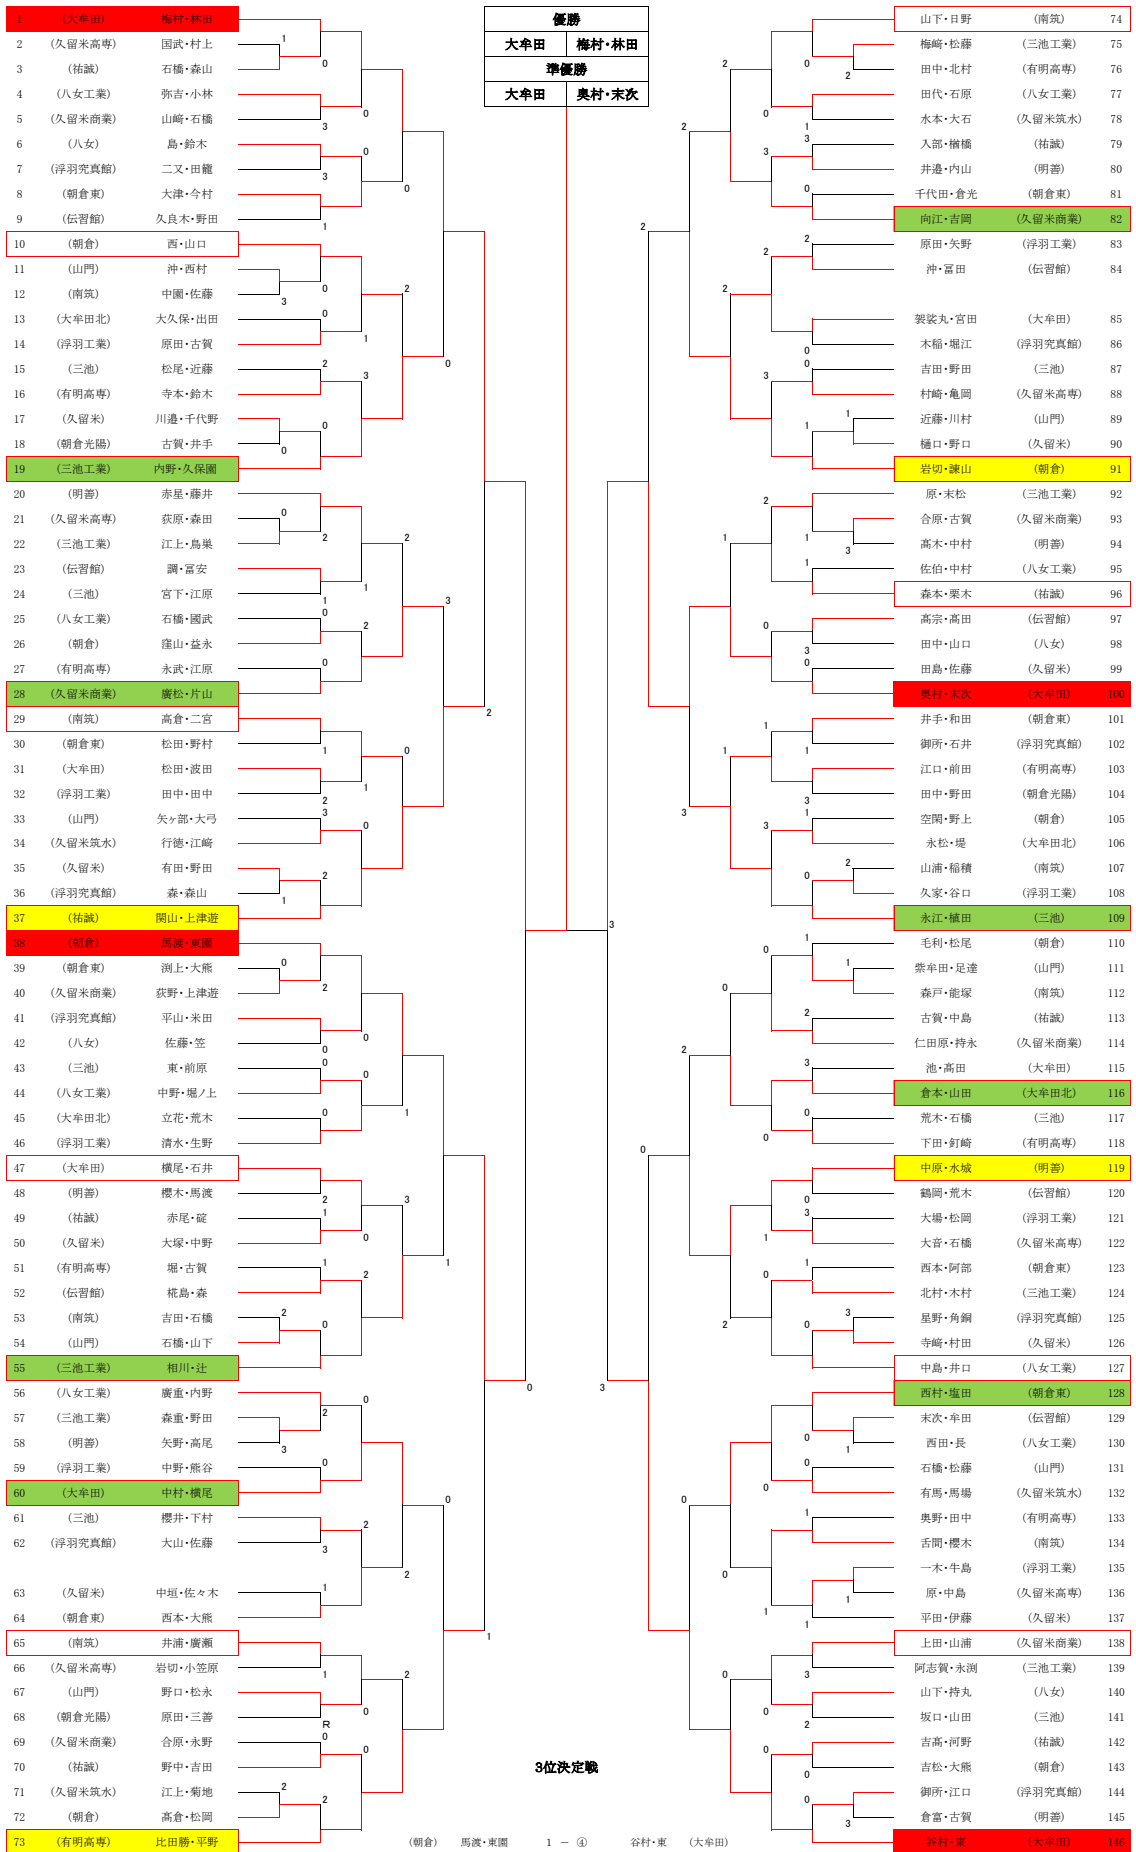 優勝
大牟田 梅村・林田
準優勝
大牟田 奥村・末次
1 (大牟田) 梅村・林田
2 (久留米高専) 国武・村上
3 (祐誠) 石橋・森山
4 (八女工業) 弥吉・小林
5 (久留米商業) 山﨑・石橋
6 (八女) 島・鈴木
7 (浮羽究真館) 二又・田籠
8 (朝倉東) 大津・今村
9 (伝習館) 久良木・野田
10 (朝倉) 西・山口
11 (山門) 沖・西村
12 (南筑) 中園・佐藤
13 (大牟田北) 大久保・出田
14 (浮羽工業) 原田・古賀
15 (三池) 松尾・近藤
16 (有明高専) 寺本・鈴木
17 (久留米) 川邉・千代野
18 (朝倉光陽) 古賀・井手
19 (三池工業) 内野・久保園
20 (明善) 赤星・藤井
21 (久留米高専) 荻原・森田
22 (三池工業) 江上・鳥巣
23 (伝習館) 調・冨安
24 (三池) 宮下・江原
25 (八女工業) 石橋・國武
26 (朝倉) 窪山・益永
27 (有明高専) 永武・江原
28 (久留米商業) 廣松・片山
29 (南筑) 高倉・二宮
30 (朝倉東) 松田・野村
31 (大牟田) 松田・波田
32 (浮羽工業) 田中・田中
33 (山門) 矢ヶ部・大弓
34 (久留米筑水) 行徳・江﨑
35 (久留米) 有田・野田
36 (浮羽究真館) 森・森山
37 (祐誠) 関山・上津遊
38 (朝倉) 馬渡・東園
39 (朝倉東) 渕上・大熊
40 (久留米商業) 荻野・上津遊
41 (浮羽究真館) 平山・米田
42 (八女) 佐藤・笠
43 (三池) 東・前原
44 (八女工業) 中野・堀ノ上
45 (大牟田北) 立花・荒木
46 (浮羽工業) 清水・生野
47 (大牟田) 横尾・石井
48 (明善) 櫻木・馬渡
49 (祐誠) 赤尾・碇
50 (久留米) 大塚・中野
51 (有明高専) 堀・古賀
52 (伝習館) 椛島・森
53 (南筑) 吉田・石橋
54 (山門) 石橋・山下
55 (三池工業) 相川・辻
56 (八女工業) 廣重・内野
57 (三池工業) 森重・野田
58 (明善) 矢野・高尾
59 (浮羽工業) 中野・熊谷
60 (大牟田) 中村・横尾
61 (三池) 櫻井・下村
62 (浮羽究真館) 大山・佐藤
63 (久留米) 中垣・佐々木
64 (朝倉東) 西本・大熊
65 (南筑) 井浦・廣瀬
66 (久留米高専) 岩切・小笠原
67 (山門) 野口・松永
68 (朝倉光陽) 原田・三善
69 (久留米商業) 合原・永野
70 (祐誠) 野中・吉田
71 (久留米筑水) 江上・菊地
72 (朝倉) 髙倉・松岡
73 (有明高専) 比田勝・平野
山下・日野 (南筑) 74
梅﨑・松藤 (三池工業) 75
田中・北村 (有明高専) 76
田代・石原 (八女工業) 77
水本・大石 (久留米筑水) 78
入部・楢橋 (祐誠) 79
井邉・内山 (明善) 80
千代田・倉光 (朝倉東) 81
向江・吉岡 (久留米商業) 82
原田・矢野 (浮羽工業) 83
沖・冨田 (伝習館) 84
袈裟丸・宮田 (大牟田) 85
木稲・堀江 (浮羽究真館) 86
吉田・野田 (三池) 87
村崎・亀岡 (久留米高専) 88
近藤・川村 (山門) 89
樋口・野口 (久留米) 90
岩切・諫山 (朝倉) 91
原・末松 (三池工業) 92
合原・古賀 (久留米商業) 93
髙木・中村 (明善) 94
佐伯・中村 (八女工業) 95
森本・栗木 (祐誠) 96
髙宗・髙田 (伝習館) 97
田中・山口 (八女) 98
田島・佐藤 (久留米) 99
奥村・末次 (大牟田) 100
井手・和田 (朝倉東) 101
御所・石井 (浮羽究真館) 102
江口・前田 (有明高専) 103
田中・野田 (朝倉光陽) 104
空閑・野上 (朝倉) 105
永松・堤 (大牟田北) 106
山浦・稲積 (南筑) 107
久家・谷口 (浮羽工業) 108
永江・植田 (三池) 109
毛利・松尾 (朝倉) 110
紫牟田・足達 (山門) 111
森戸・能塚 (南筑) 112
古賀・中島 (祐誠) 113
仁田原・持永 (久留米商業) 114
池・髙田 (大牟田) 115
倉本・山田 (大牟田北) 116
荒木・石橋 (三池) 117
下田・釘崎 (有明高専) 118
中原・水城 (明善) 119
鶴岡・荒木 (伝習館) 120
大場・松岡 (浮羽工業) 121
大音・石橋 (久留米高専) 122
西本・阿部 (朝倉東) 123
北村・木村 (三池工業) 124
星野・角銅 (浮羽究真館) 125
寺﨑・村田 (久留米) 126
中島・井口 (八女工業) 127
西村・塩田 (朝倉東) 128
末次・牟田 (伝習館) 129
西田・長 (八女工業) 130
石橋・松藤 (山門) 131
有馬・馬場 (久留米筑水) 132
奥野・田中 (有明高専) 133
舌間・櫻木 (南筑) 134
一木・牛島 (浮羽工業) 135
原・中島 (久留米高専) 136
平田・伊藤 (久留米) 137
上田・山浦 (久留米商業) 138
阿志賀・永渕 (三池工業) 139
山下・持丸 (八女) 140
坂口・山田 (三池) 141
吉髙・河野 (祐誠) 142
吉松・大熊 (朝倉) 143
御所・江口 (浮羽究真館) 144
倉富・古賀 (明善) 145
谷村・東 (大牟田) 146
3位決定戦
(朝倉) 馬渡・東園 1 － ④ 谷村・東 (大牟田)